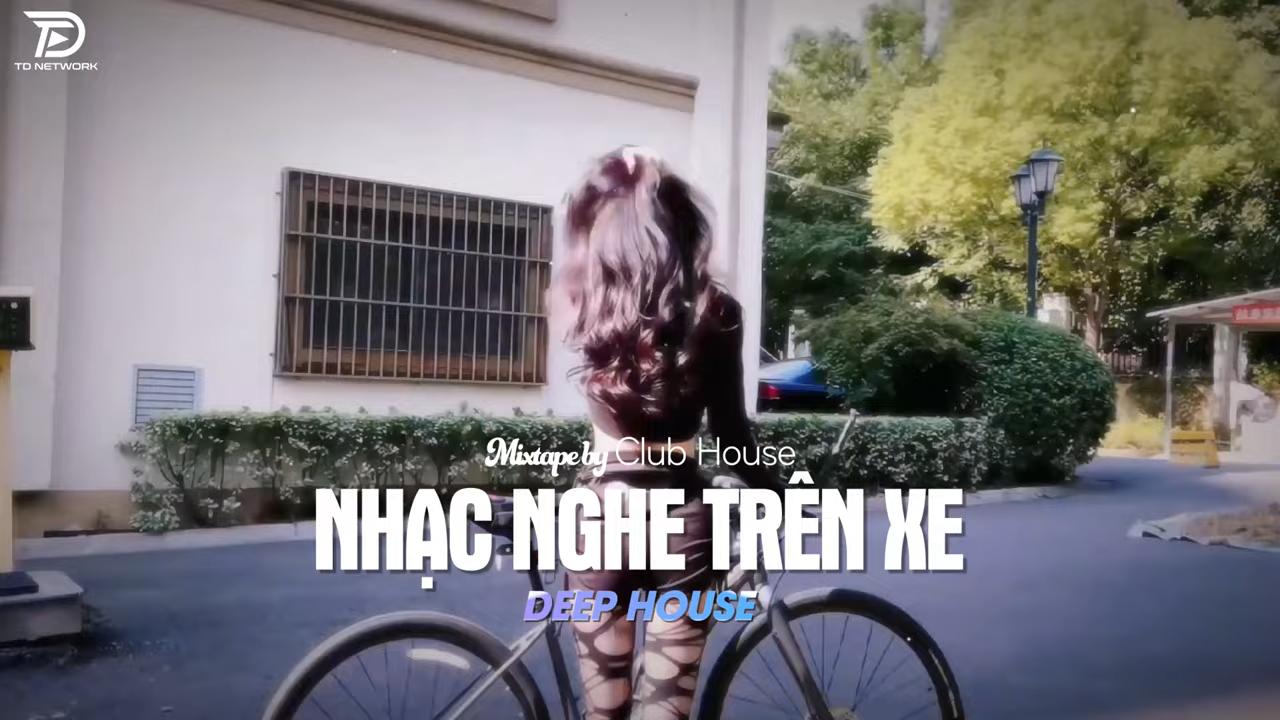 TD NETWORK
Mixtape by Club House
NHẠC NGHE TRÊN XE
DEEP HOUSE